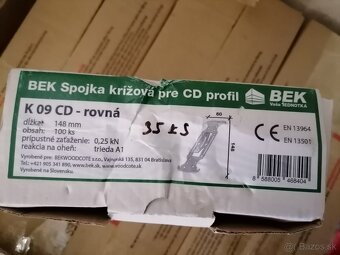 BEK Spojka krížová pre CD profil
BEK
Vaša JEDNOTKA
K 09 CD - rovná
dĺžka: 148 mm
obsah: 100 ks
prípustné zaťaženie: 0,25 kN
reakcia na oheň: trieda A1
Vyrobené pre: BEKWOODCOTE s.r.o., Vajnorská 135, 831 04 Bratislava
Tel.: +421 905 341 890, www.bek.sk, www.woodcote.sk
Vyrobené na Slovensku.
35 ks
60
148
CE
EN 13964
EN 13501
8 588005 468404
bazos.sk